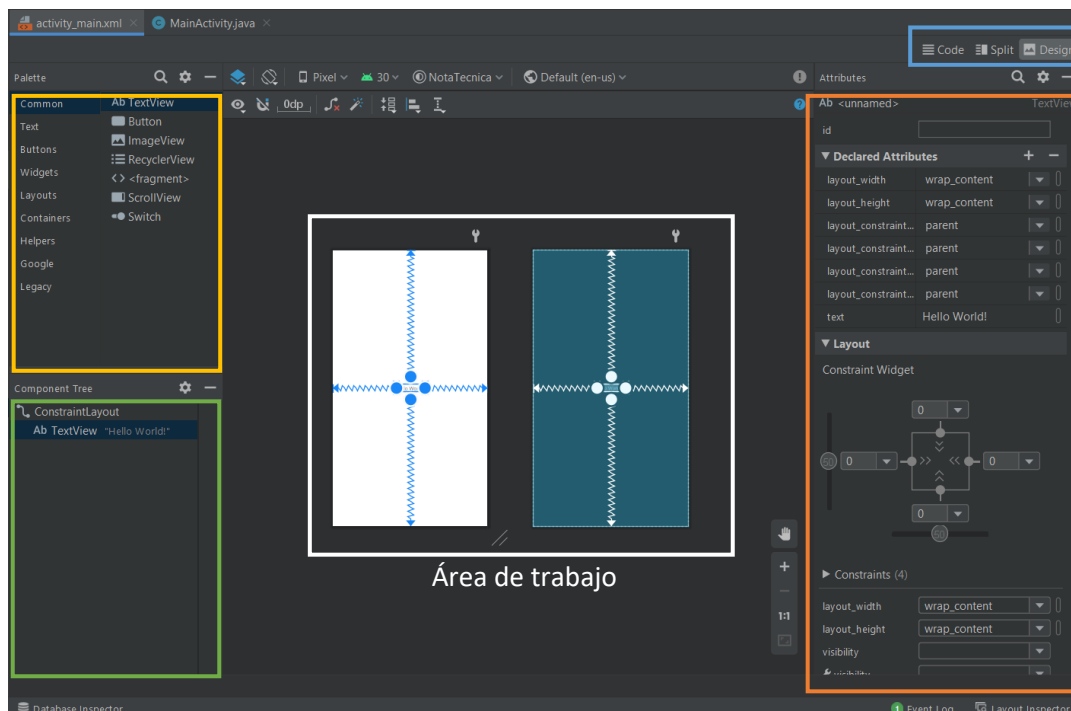 activity_main.xml
MainActivity.java
Code
Split
Design
Palette
Pixel
30
NotaTecnica
Default (en-us)
Attributes
Common
Text
Buttons
Widgets
Layouts
Containers
Helpers
Google
Legacy
Ab TextView
Button
ImageView
RecyclerView
<fragment>
ScrollView
Switch
0dp
Ab <unnamed>
TextView
id
Declared Attributes
layout_width wrap_content
layout_height wrap_content
layout_constraint... parent
layout_constraint... parent
layout_constraint... parent
layout_constraint... parent
text Hello World!
Layout
Constraint Widget
0
0
0
0
50
50
Constraints (4)
layout_width wrap_content
layout_height wrap_content
visibility
visibility
Component Tree
ConstraintLayout
Ab TextView "Hello World!"
Área de trabajo
1:1
Database Inspector
1 Event Log
Layout Inspector